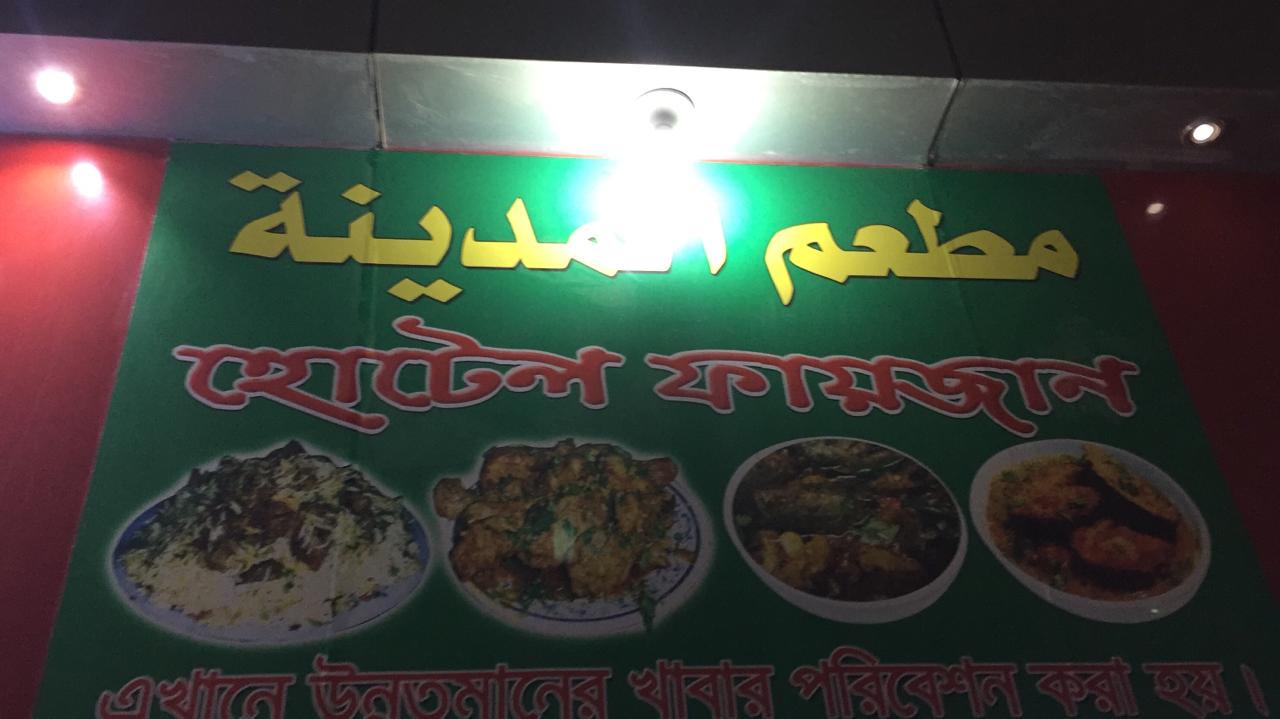 مطعم المدينة
হোটেল ফায়জান
এখানে উন্নতমানের খাবার পরিবেশন করা হয়।